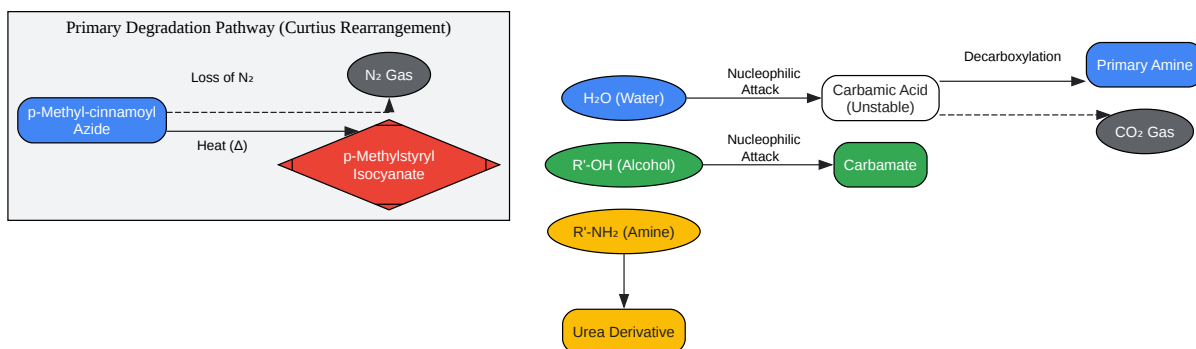 Primary Degradation Pathway (Curtius Rearrangement)
Loss of N₂
N₂ Gas
p-Methyl-cinnamoyl
Azide
Heat (Δ)
p-Methylstyryl
Isocyanate
H₂O (Water)
Nucleophilic
Attack
Carbamic Acid
(Unstable)
Decarboxylation
Primary Amine
CO₂ Gas
R'-OH (Alcohol)
Nucleophilic
Attack
Carbamate
R'-NH₂ (Amine)
Urea Derivative